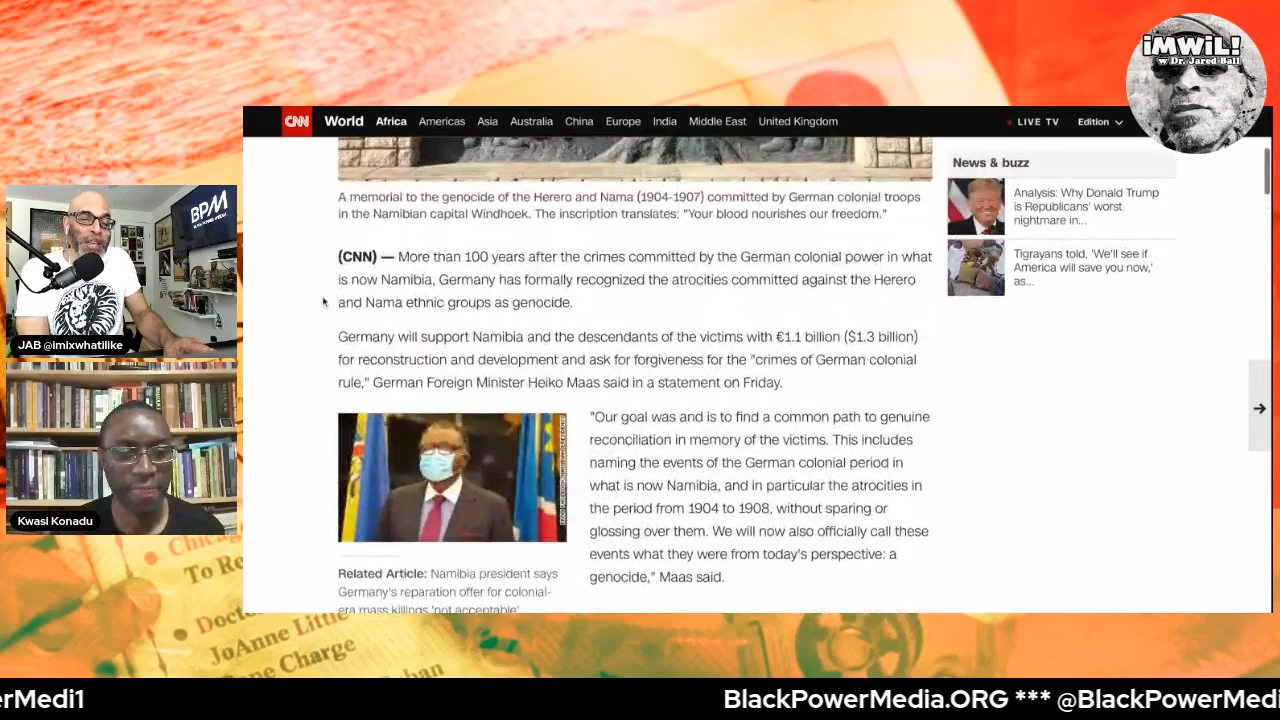 iMWiL!
w Dr. Jared Ball
CNN World Africa Americas Asia Australia China Europe India Middle East United Kingdom LIVE TV Edition
A memorial to the genocide of the Herero and Nama (1904-1907) committed by German colonial troops
in the Namibian capital Windhoek. The inscription translates: "Your blood nourishes our freedom."
(CNN) — More than 100 years after the crimes committed by the German colonial power in what
is now Namibia, Germany has formally recognized the atrocities committed against the Herero
and Nama ethnic groups as genocide.
Germany will support Namibia and the descendants of the victims with €1.1 billion ($1.3 billion)
for reconstruction and development and ask for forgiveness for the "crimes of German colonial
rule," German Foreign Minister Heiko Maas said in a statement on Friday.
"Our goal was and is to find a common path to genuine
reconciliation in memory of the victims. This includes
naming the events of the German colonial period in
what is now Namibia, and in particular the atrocities in
the period from 1904 to 1908, without sparing or
glossing over them. We will now also officially call these
events what they were from today's perspective: a
genocide," Maas said.
Related Article: Namibia president says
Germany's reparation offer for colonial-
era mass killings 'not acceptable'
News & buzz
Analysis: Why Donald Trump
is Republicans' worst
nightmare in...
Tigrayans told, 'We'll see if
America will save you now,'
as...
BPM
JAB @imixwhatilike
Kwasi Konadu
To Re
JoAnne Little
Charge
erMedi1
BlackPowerMedia.ORG *** @BlackPowerMedi